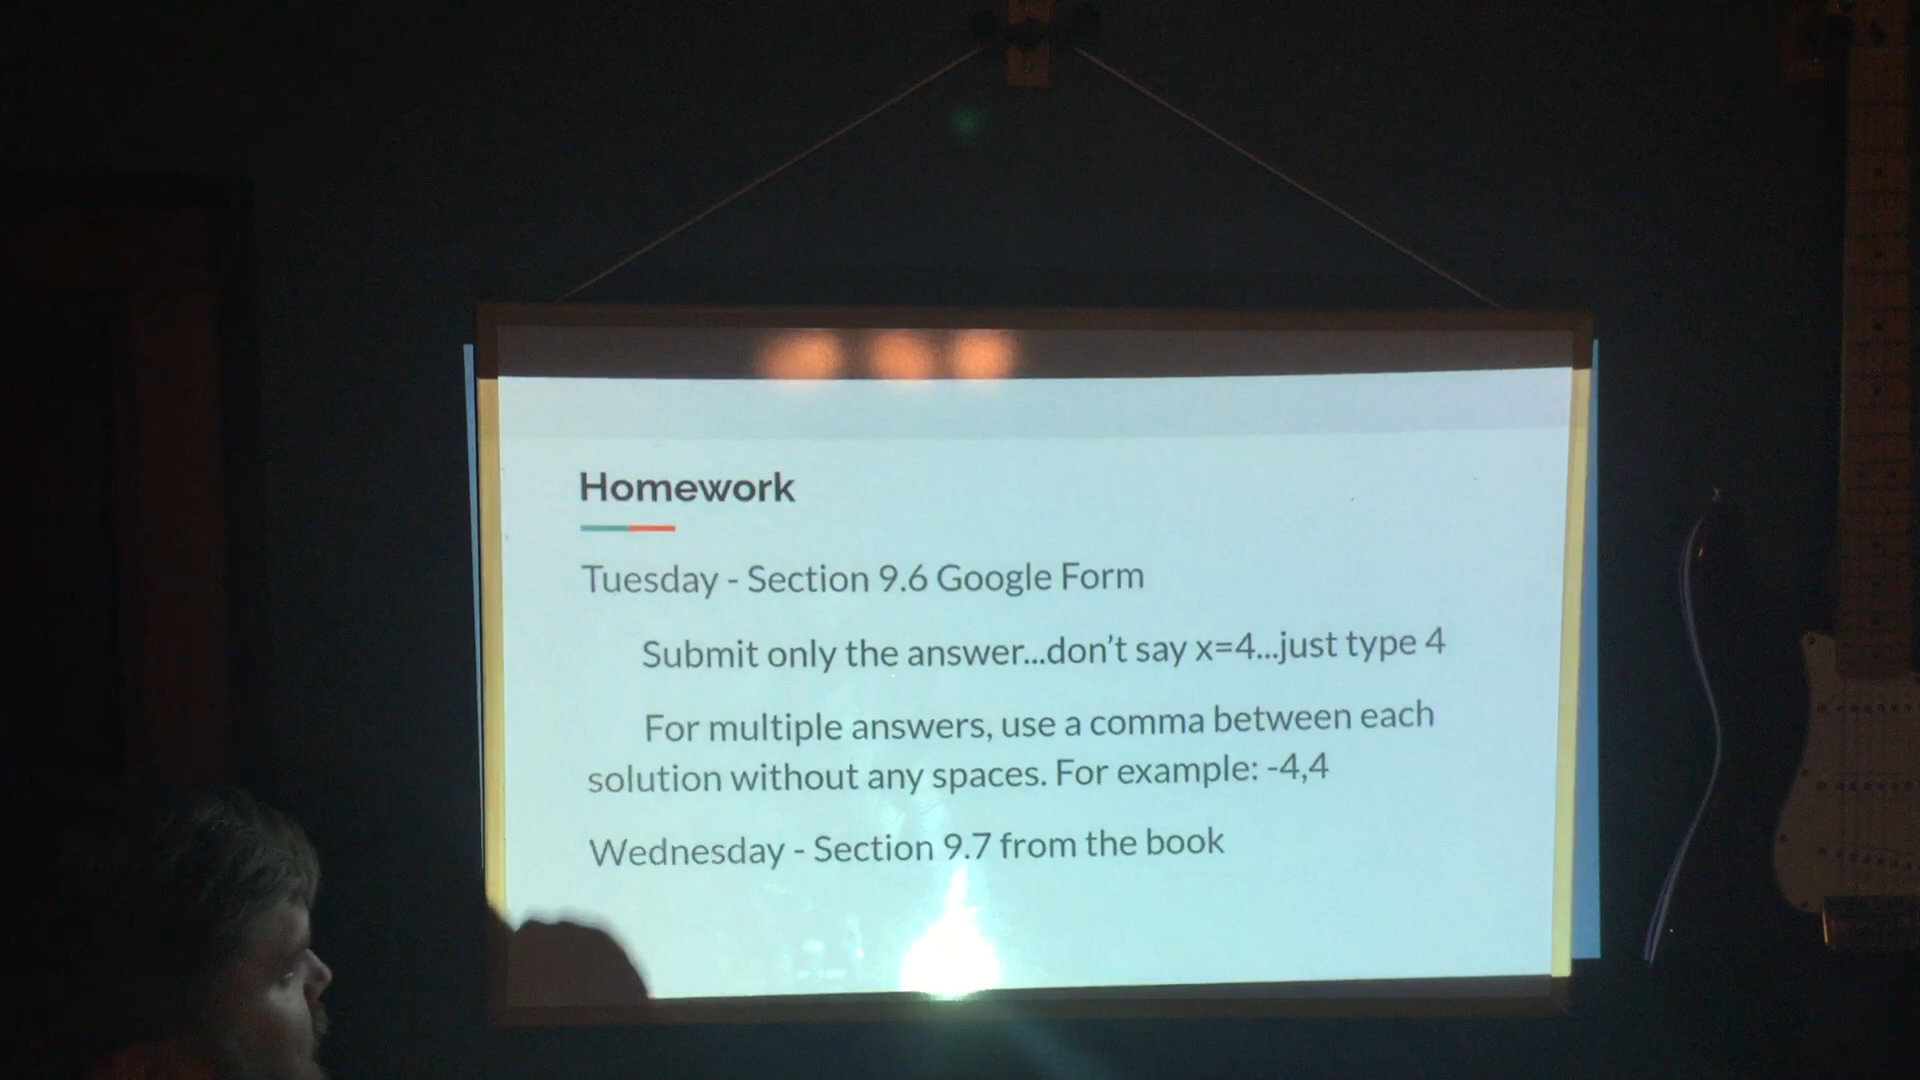 Homework
Tuesday - Section 9.6 Google Form
Submit only the answer...don't say x=4...just type 4
For multiple answers, use a comma between each
solution without any spaces. For example: -4,4
Wednesday - Section 9.7 from the book